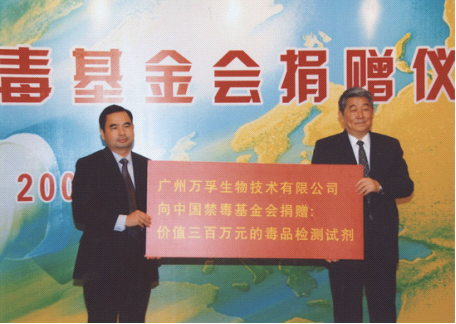 毒基金会捐赠仪
200
广州万孚生物技术有限公司
向中国禁毒基金会捐赠:
价值三百万元的毒品检测试剂